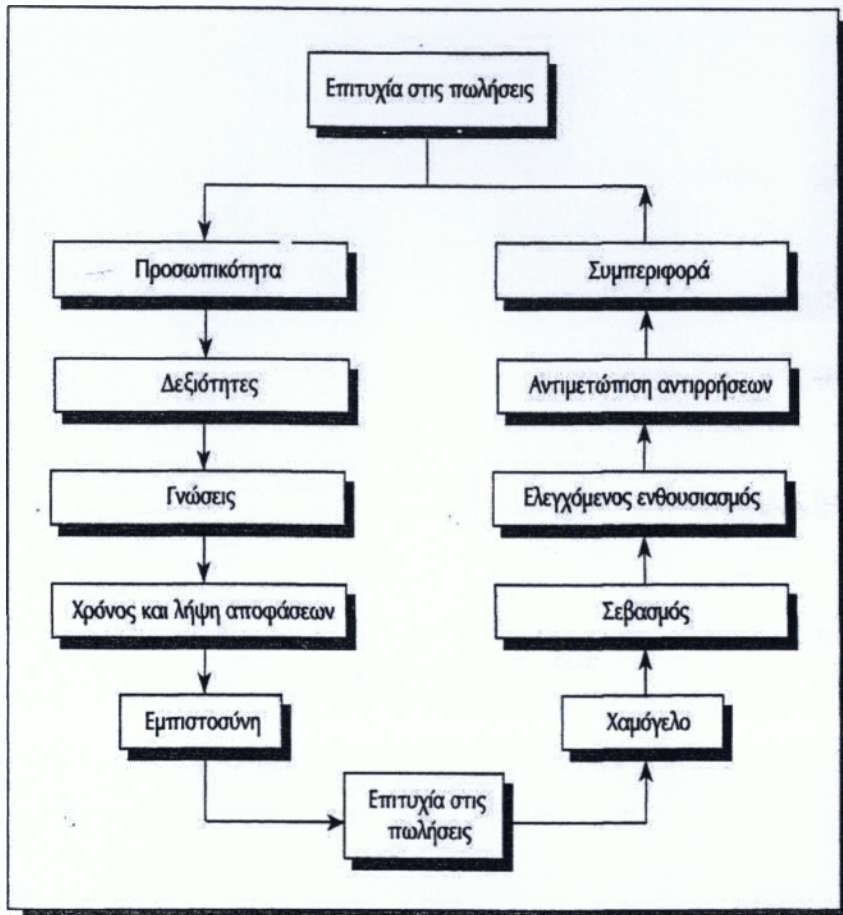 Επιτυχία στις πωλήσεις
Προσωπικότητα
Δεξιότητες
Γνώσεις
Χρόνος και λήψη αποφάσεων
Εμπιστοσύνη
Επιτυχία στις
πωλήσεις
Χαμόγελο
Σεβασμός
Ελεγχόμενος ενθουσιασμός
Αντιμετώπιση αντιρρήσεων
Συμπεριφορά